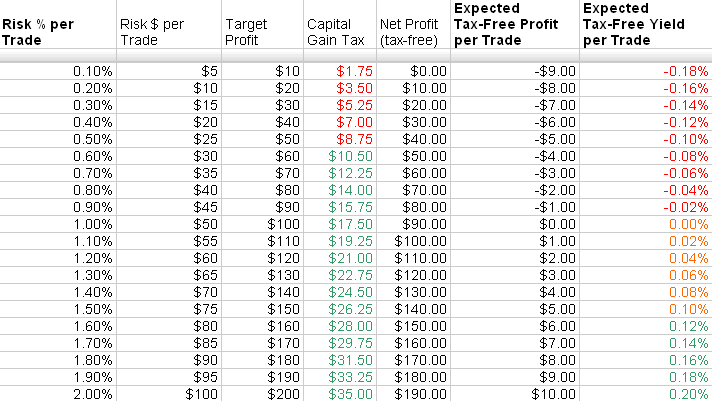 Risk % per Trade | Risk $ per Trade | Target Profit | Capital Gain Tax | Net Profit (tax-free) | Expected Tax-Free Profit per Trade | Expected Tax-Free Yield per Trade
0.10% $5 $10 $1.75 $0.00 -$9.00 -0.18%
0.20% $10 $20 $3.50 $10.00 -$8.00 -0.16%
0.30% $15 $30 $5.25 $20.00 -$7.00 -0.14%
0.40% $20 $40 $7.00 $30.00 -$6.00 -0.12%
0.50% $25 $50 $8.75 $40.00 -$5.00 -0.10%
0.60% $30 $60 $10.50 $50.00 -$4.00 -0.08%
0.70% $35 $70 $12.25 $60.00 -$3.00 -0.06%
0.80% $40 $80 $14.00 $70.00 -$2.00 -0.04%
0.90% $45 $90 $15.75 $80.00 -$1.00 -0.02%
1.00% $50 $100 $17.50 $90.00 $0.00 0.00%
1.10% $55 $110 $19.25 $100.00 $1.00 0.02%
1.20% $60 $120 $21.00 $110.00 $2.00 0.04%
1.30% $65 $130 $22.75 $120.00 $3.00 0.06%
1.40% $70 $140 $24.50 $130.00 $4.00 0.08%
1.50% $75 $150 $26.25 $140.00 $5.00 0.10%
1.60% $80 $160 $28.00 $150.00 $6.00 0.12%
1.70% $85 $170 $29.75 $160.00 $7.00 0.14%
1.80% $90 $180 $31.50 $170.00 $8.00 0.16%
1.90% $95 $190 $33.25 $180.00 $9.00 0.18%
2.00% $100 $200 $35.00 $190.00 $10.00 0.20%